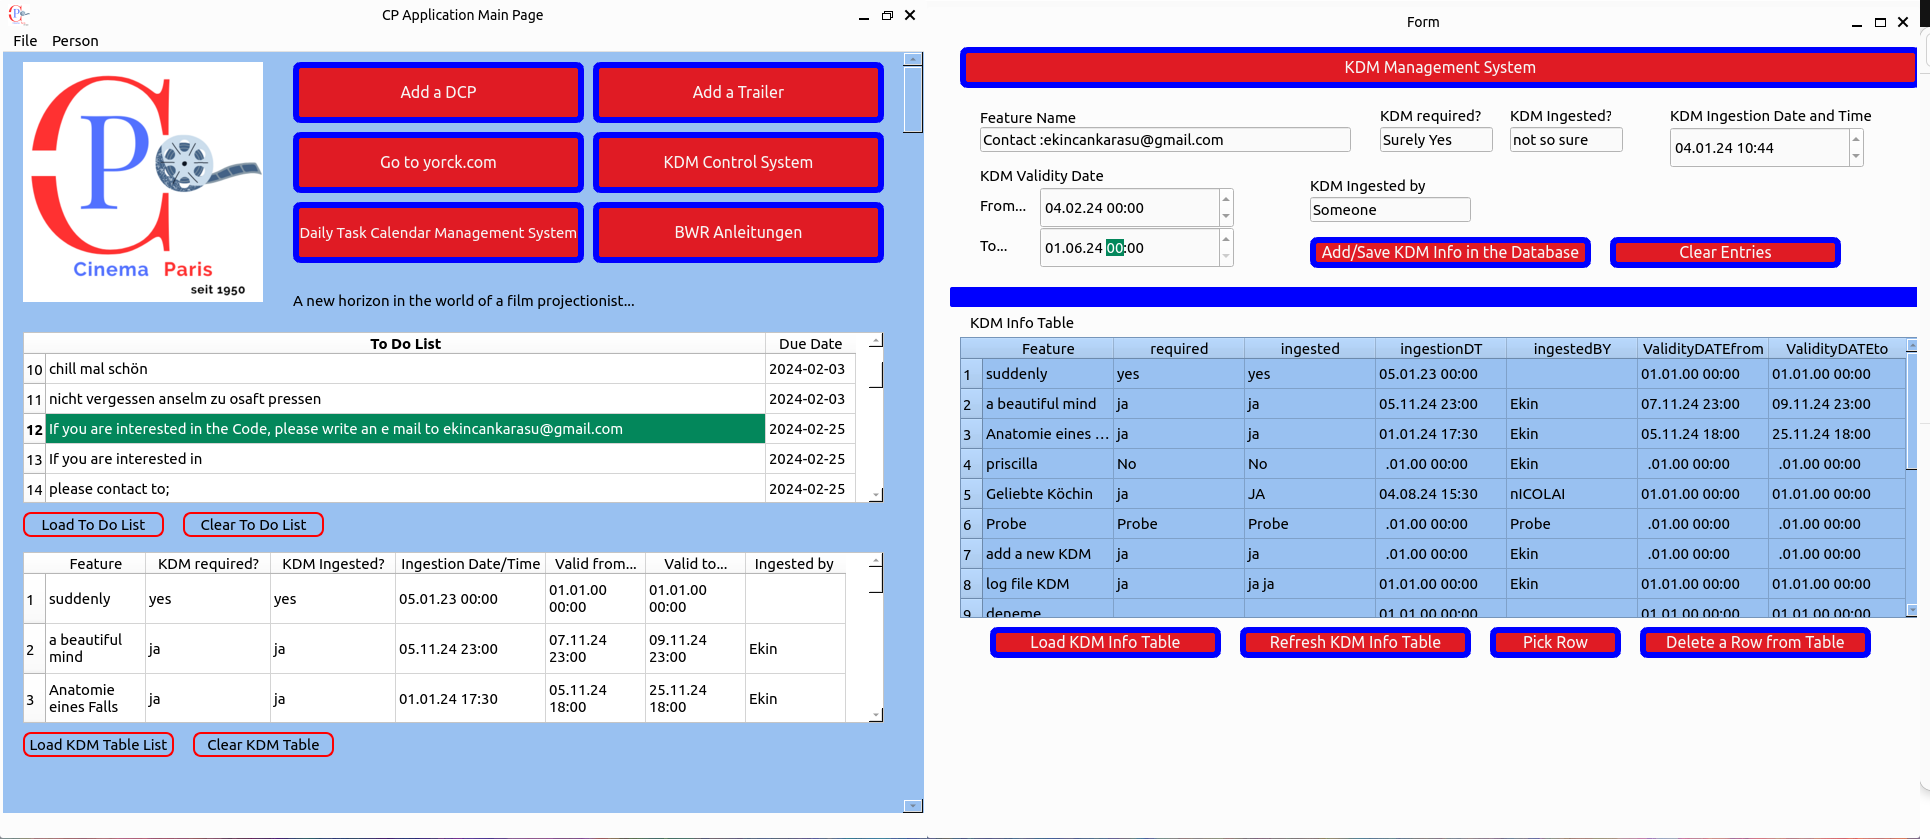 CP Application Main Page
File Person
Cinema Paris
seit 1950
Add a DCP
Add a Trailer
Go to yorck.com
KDM Control System
Daily Task Calendar Management System
BWR Anleitungen
A new horizon in the world of a film projectionist...
To Do List Due Date
10 chill mal schön 2024-02-03
11 nicht vergessen anselm zu osaft pressen 2024-02-03
12 If you are interested in the Code, please write an e mail to ekincankarasu@gmail.com 2024-02-25
13 If you are interested in 2024-02-25
14 please contact to; 2024-02-25
Load To Do List Clear To Do List
Feature KDM required? KDM Ingested? Ingestion Date/Time Valid from... Valid to... Ingested by
1 suddenly yes yes 05.01.23 00:00 01.01.00 00:00 01.01.00 00:00
2 a beautiful mind ja ja 05.11.24 23:00 07.11.24 23:00 09.11.24 23:00 Ekin
3 Anatomie eines Falls ja ja 01.01.24 17:30 05.11.24 18:00 25.11.24 18:00 Ekin
Load KDM Table List Clear KDM Table
Form
KDM Management System
Feature Name KDM required? KDM Ingested? KDM Ingestion Date and Time
Contact :ekincankarasu@gmail.com Surely Yes not so sure 04.01.24 10:44
KDM Validity Date
From... 04.02.24 00:00
To... 01.06.24 00:00
KDM Ingested by
Someone
Add/Save KDM Info in the Database Clear Entries
KDM Info Table
Feature required ingested ingestionDT ingestedBY ValidityDATEfrom ValidityDATEto
1 suddenly yes yes 05.01.23 00:00 01.01.00 00:00 01.01.00 00:00
2 a beautiful mind ja ja 05.11.24 23:00 Ekin 07.11.24 23:00 09.11.24 23:00
3 Anatomie eines ... ja ja 01.01.24 17:30 Ekin 05.11.24 18:00 25.11.24 18:00
4 priscilla No No .01.00 00:00 Ekin .01.00 00:00 .01.00 00:00
5 Geliebte Köchin ja JA 04.08.24 15:30 nICOLAI 01.01.00 00:00 01.01.00 00:00
6 Probe Probe Probe .01.00 00:00 Probe .01.00 00:00 .01.00 00:00
7 add a new KDM ja ja .01.00 00:00 Ekin .01.00 00:00 .01.00 00:00
8 log file KDM ja ja ja 01.01.00 00:00 Ekin 01.01.00 00:00 01.01.00 00:00
9 deneme 01.01.00 00:00 01.01.00 00:00 01.01.00 00:00
Load KDM Info Table Refresh KDM Info Table Pick Row Delete a Row from Table